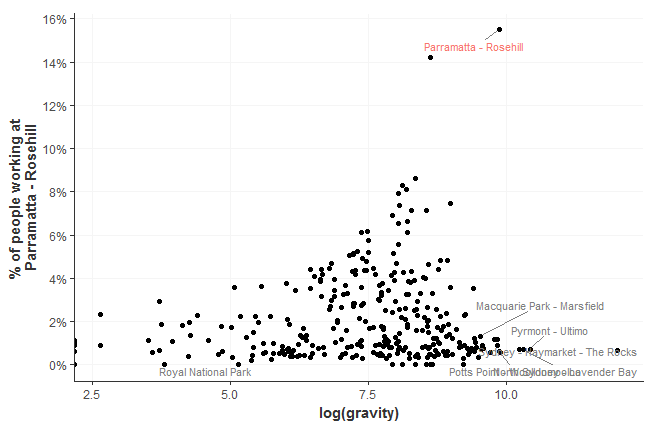 16%
14%
12%
10%
8%
6%
4%
2%
0%
% of people working at
Parramatta - Rosehill
Parramatta - Rosehill
Macquarie Park - Marsfield
Pyrmont - Ultimo
Sydney - Haymarket - The Rocks
Royal National Park
Potts Point - Woolloomooloo
North Sydney - Lavender Bay
2.5
5.0
7.5
10.0
log(gravity)